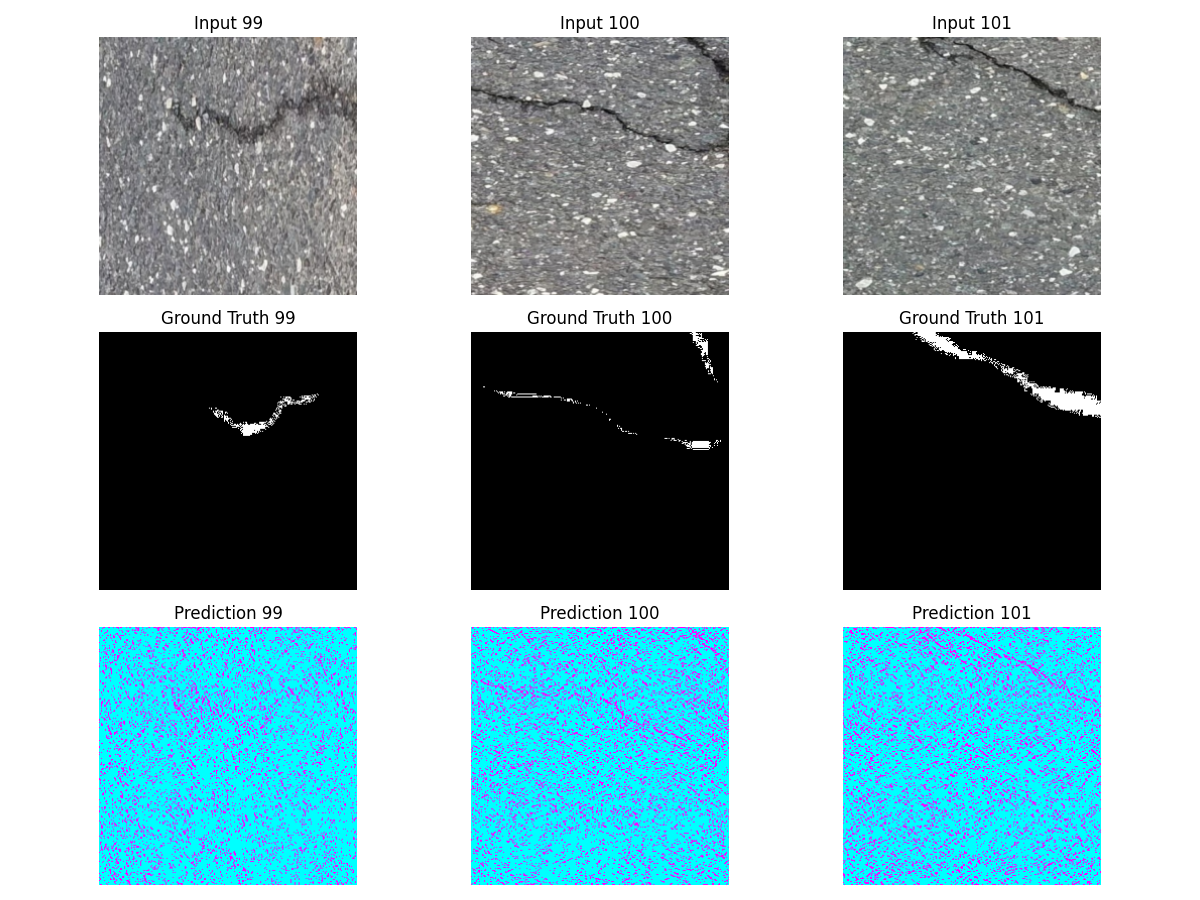 Input 99
Input 100
Input 101
Ground Truth 99
Ground Truth 100
Ground Truth 101
Prediction 99
Prediction 100
Prediction 101